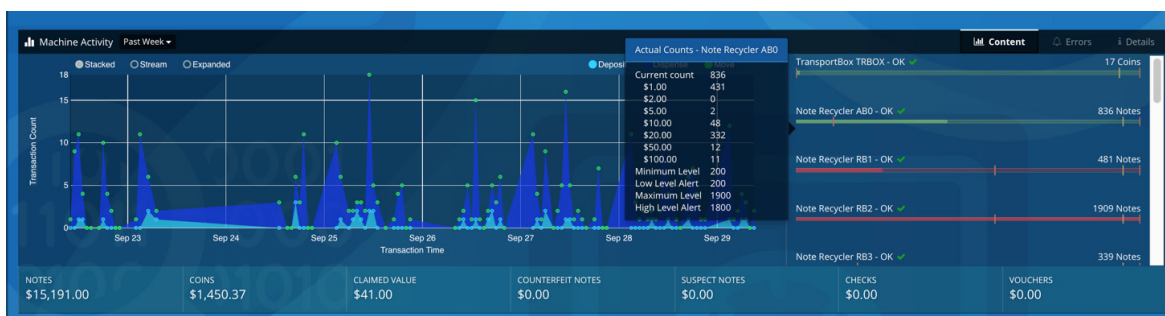 Machine Activity Past Week
Content
Errors
i Details
Stacked Stream Expanded
Deposit Dispense Move
Actual Counts - Note Recycler AB0
Current count 836
$1.00 431
$2.00 0
$5.00 2
$10.00 48
$20.00 332
$50.00 12
$100.00 11
Minimum Level 200
Low Level Alert 200
Maximum Level 1900
High Level Alert 1800
Transaction Count
18
15
10
5
0
Sep 23 Sep 24 Sep 25 Sep 26 Sep 27 Sep 28 Sep 29
Transaction Time
TransportBox TRBOX - OK 17 Coins
Note Recycler AB0 - OK 836 Notes
Note Recycler RB1 - OK 481 Notes
Note Recycler RB2 - OK 1909 Notes
Note Recycler RB3 - OK 339 Notes
NOTES
$15,191.00
COINS
$1,450.37
CLAIMED VALUE
$41.00
COUNTERFEIT NOTES
$0.00
SUSPECT NOTES
$0.00
CHECKS
$0.00
VOUCHERS
$0.00